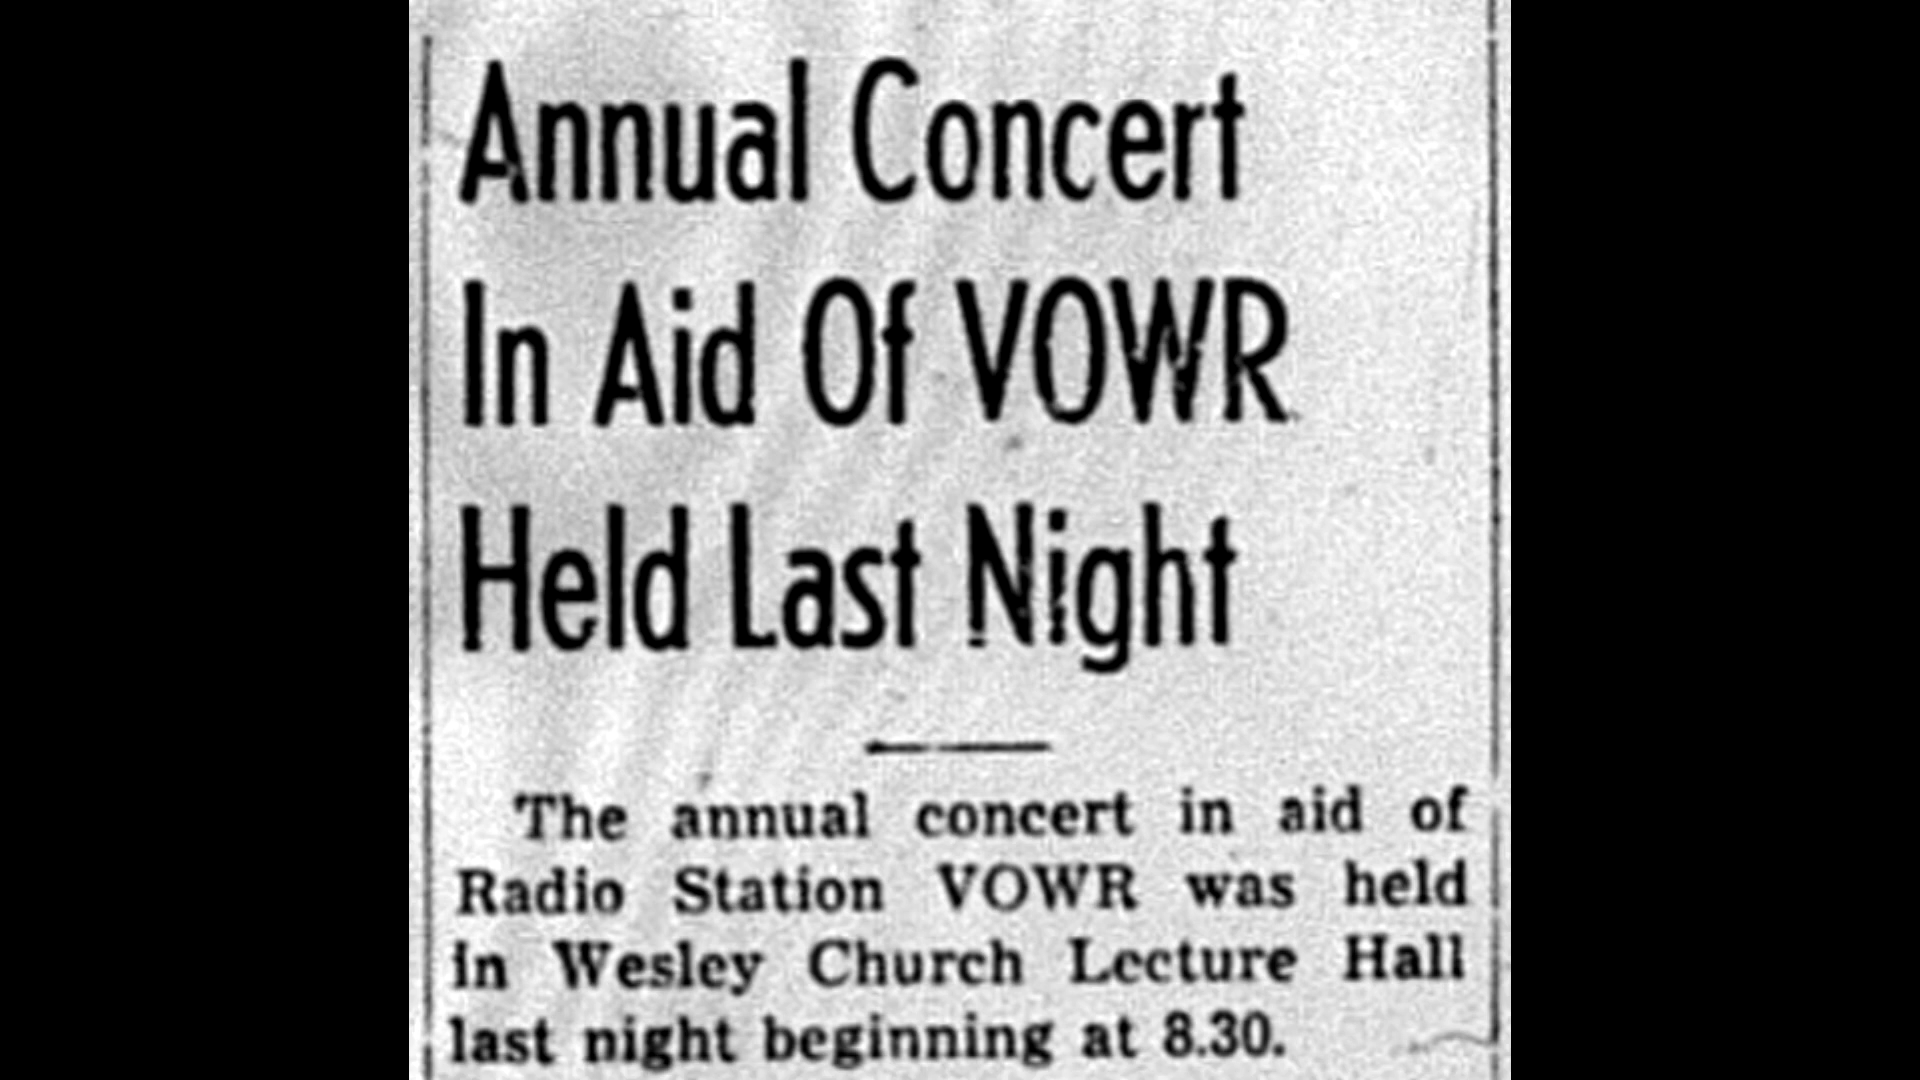 Annual Concert
In Aid Of VOWR
Held Last Night
The annual concert in aid of
Radio Station VOWR was held
in Wesley Church Lecture Hall
last night beginning at 8.30.